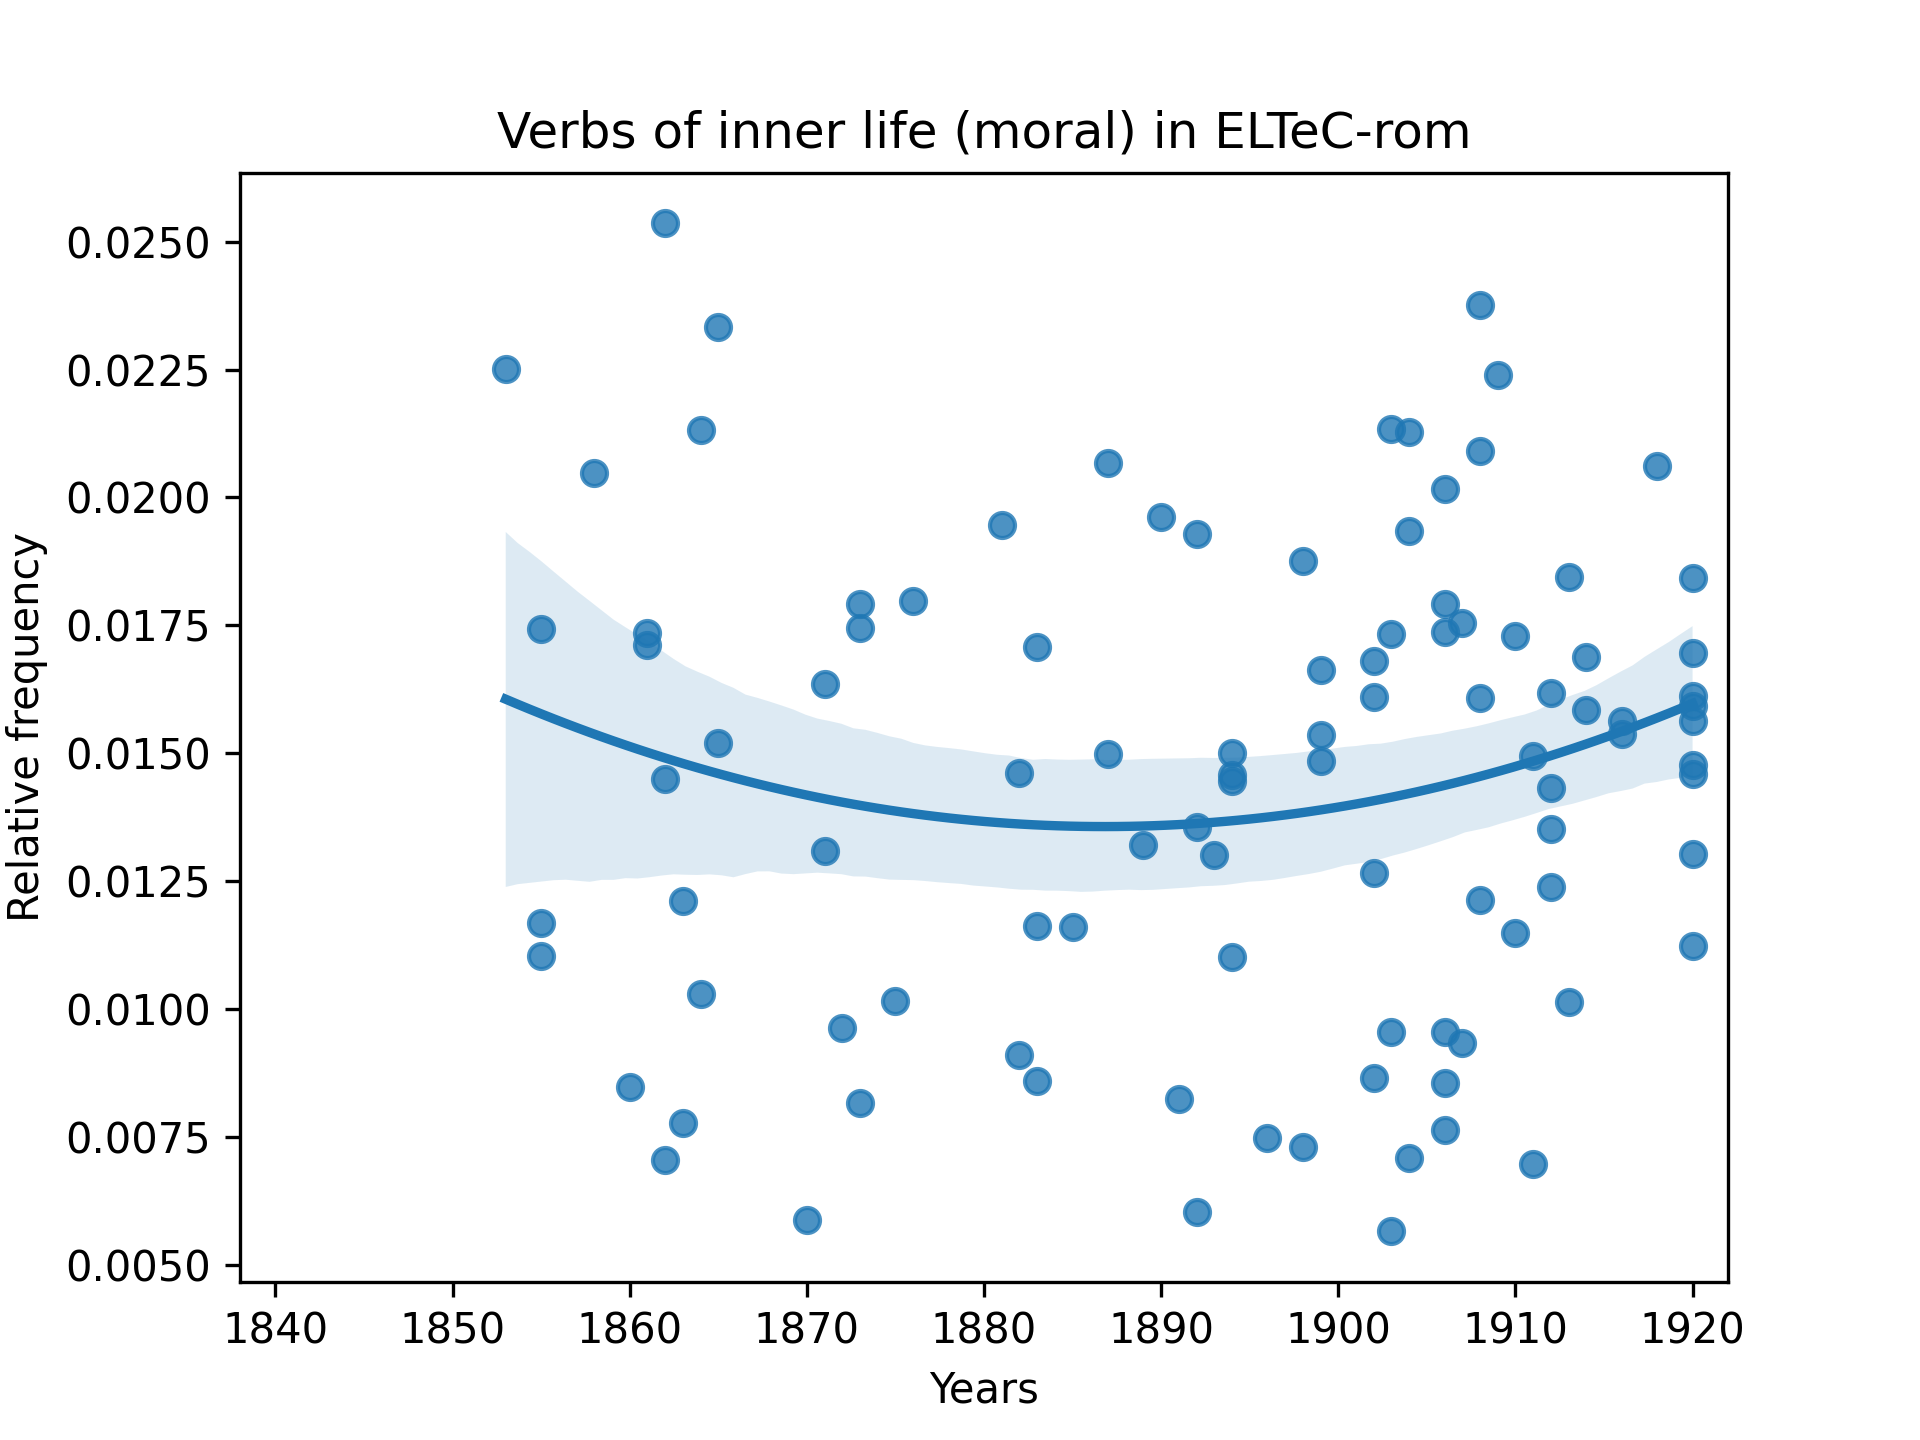 Verbs of inner life (moral) in ELTeC-rom
0.0250
0.0225
0.0200
0.0175
0.0150
0.0125
0.0100
0.0075
0.0050
Relative frequency
1840 1850 1860 1870 1880 1890 1900 1910 1920
Years